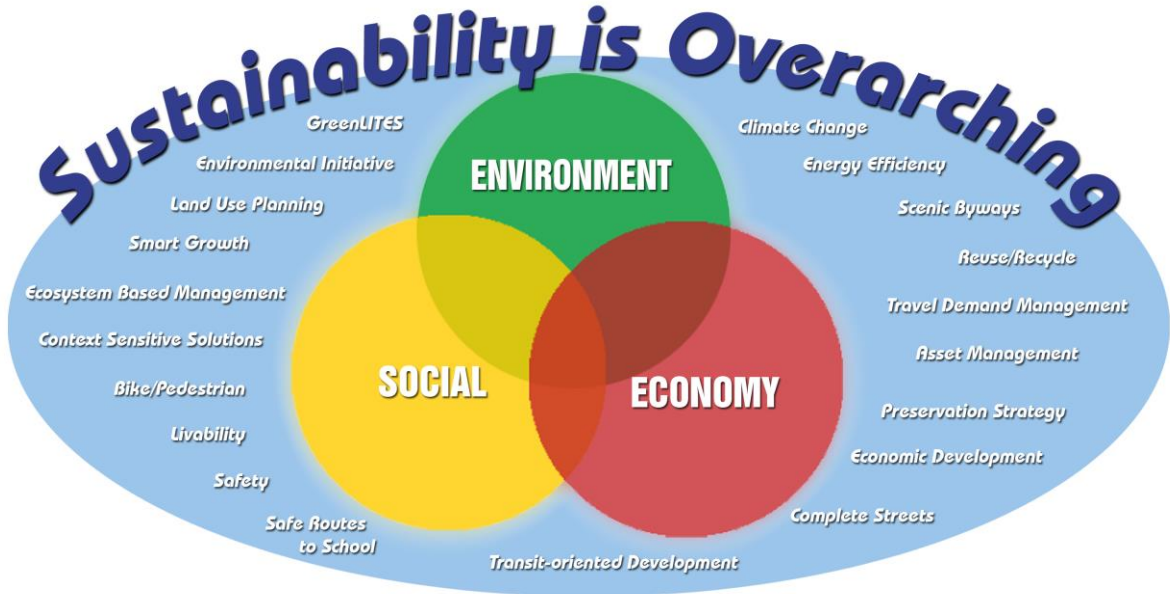 Sustainability is Overarching
GreenLITES
Environmental Initiative
Land Use Planning
Smart Growth
Ecosystem Based Management
Context Sensitive Solutions
Bike/Pedestrian
Livability
Safety
Safe Routes
to School
ENVIRONMENT
SOCIAL
ECONOMY
Transit-oriented Development
Climate Change
Energy Efficiency
Scenic Byways
Reuse/Recycle
Travel Demand Management
Asset Management
Preservation Strategy
Economic Development
Complete Streets